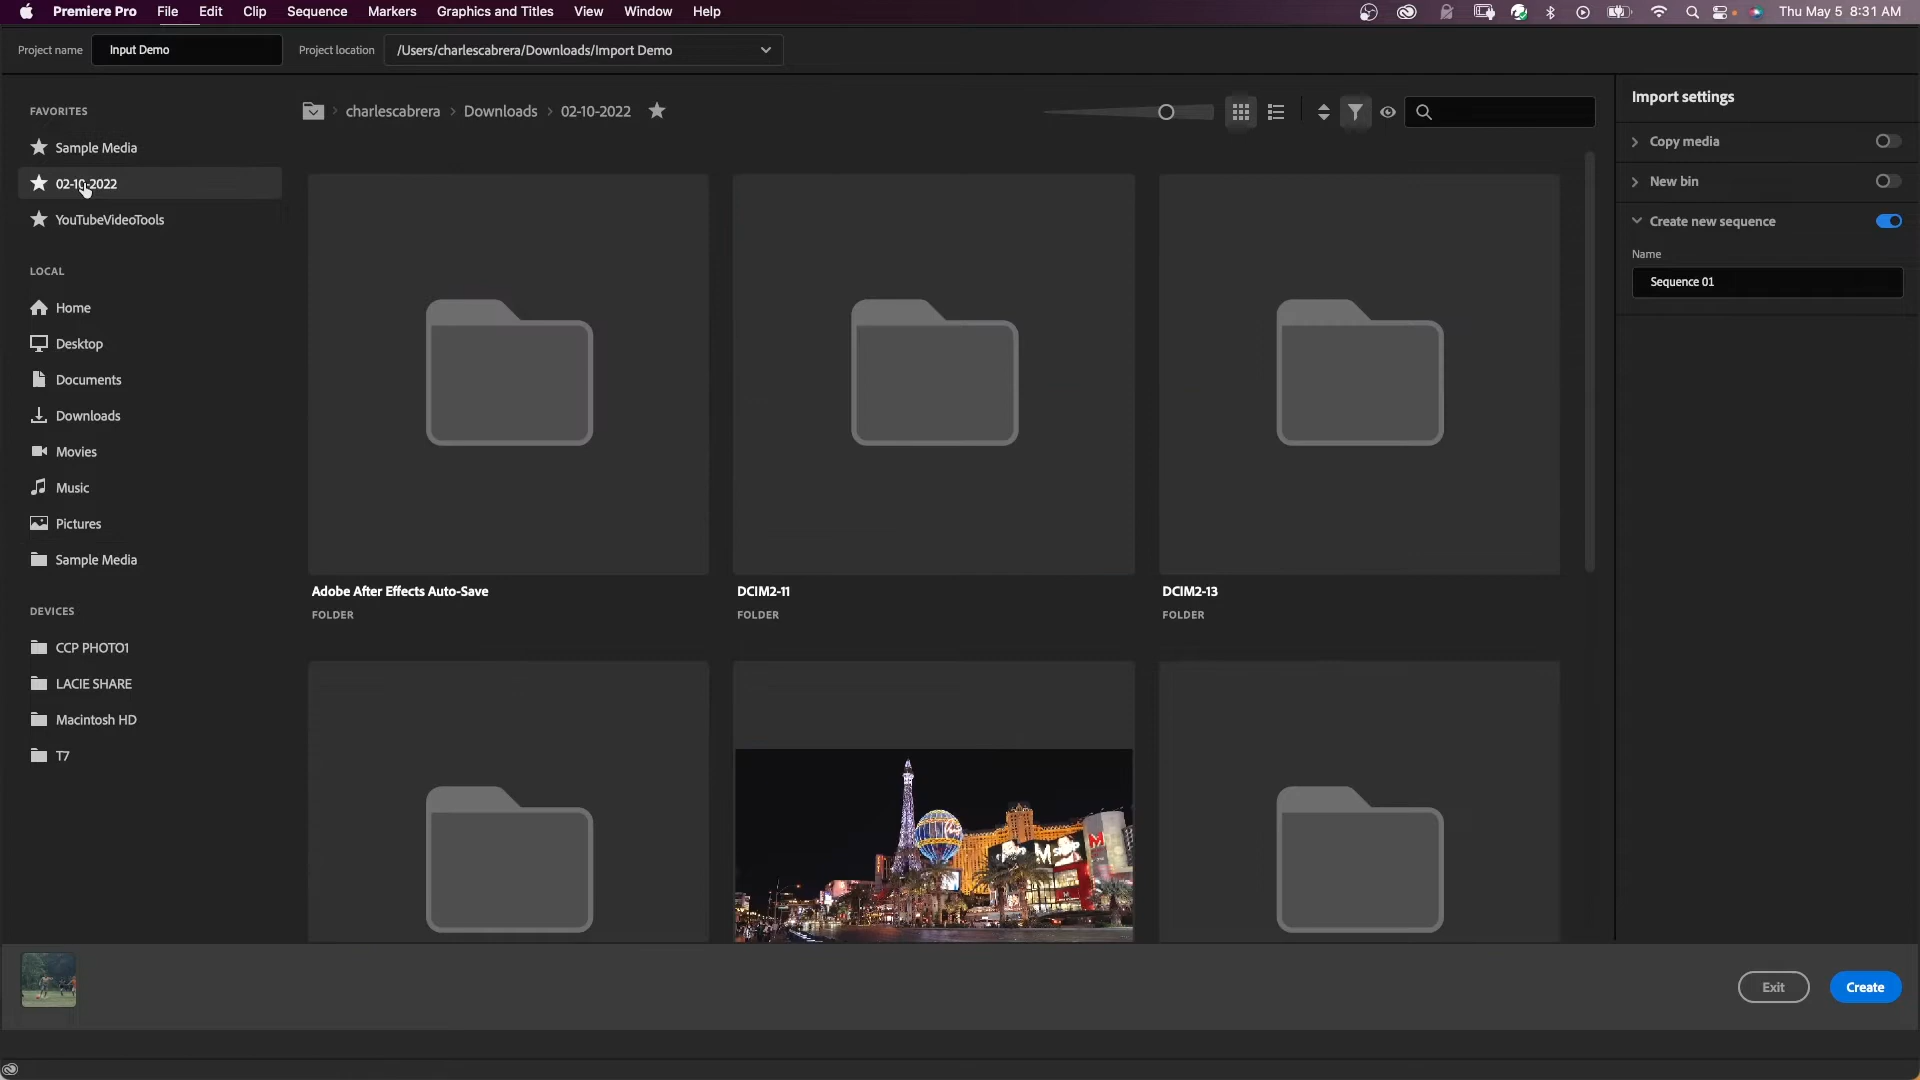 Premiere Pro File Edit Clip Sequence Markers Graphics and Titles View Window Help Thu May 5 8:31 AM
Project name Input Demo Project location /Users/charlescabrera/Downloads/Import Demo
FAVORITES
Sample Media
02-10-2022
YouTubeVideoTools
LOCAL
Home
Desktop
Documents
Downloads
Movies
Music
Pictures
Sample Media
DEVICES
CCP PHOTO1
LACIE SHARE
Macintosh HD
T7
charlescabrera > Downloads > 02-10-2022
Adobe After Effects Auto-Save
FOLDER
DCIM2-11
FOLDER
DCIM2-13
FOLDER
Import settings
Copy media
New bin
Create new sequence
Name
Sequence 01
Exit
Create